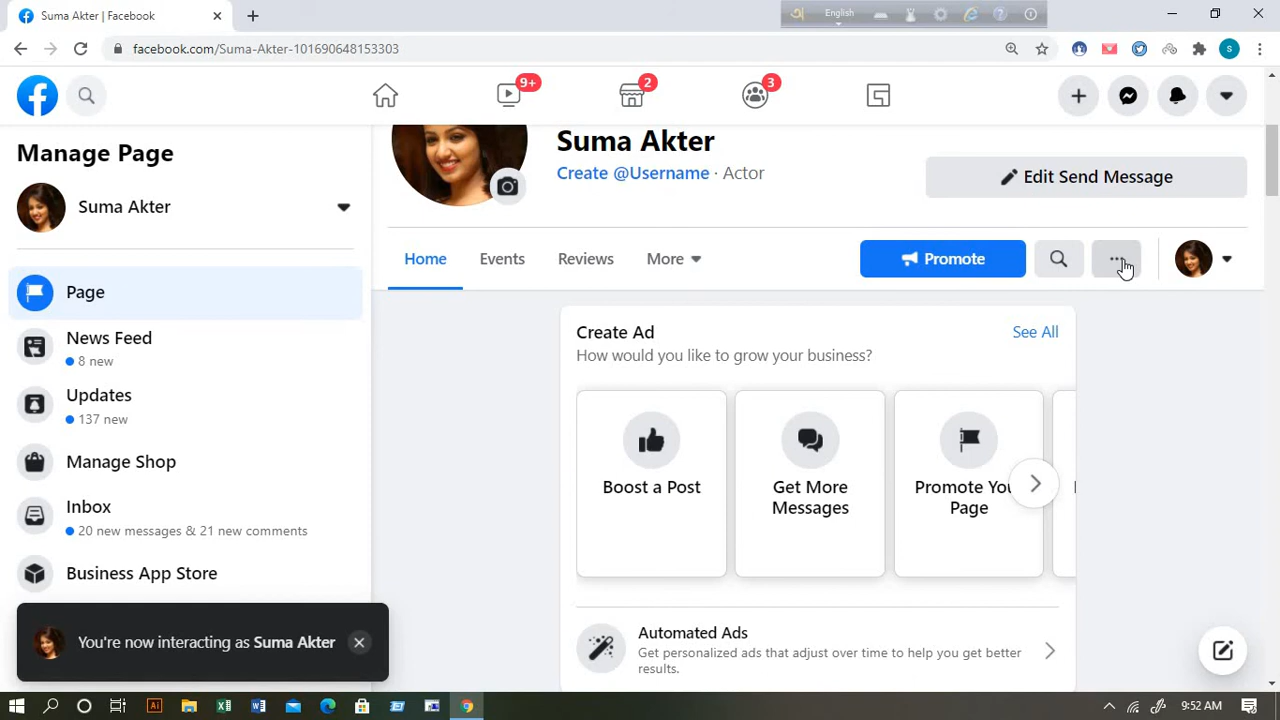 Suma Akter | Facebook
English
facebook.com/Suma-Akter-101690648153303
S
9+
2
3
Manage Page
Suma Akter
Page
News Feed
8 new
Updates
137 new
Manage Shop
Inbox
20 new messages & 21 new comments
Business App Store
You're now interacting as Suma Akter
Suma Akter
Create @Username · Actor
Edit Send Message
Home
Events
Reviews
More
Promote
Create Ad
See All
How would you like to grow your business?
Boost a Post
Get More
Messages
Promote You
Page
Automated Ads
Get personalized ads that adjust over time to help you get better
results.
9:52 AM